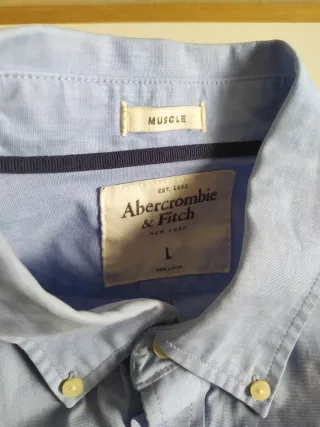 MUSCLE
EST. 1892
Abercrombie
& Fitch
NEW YORK
L